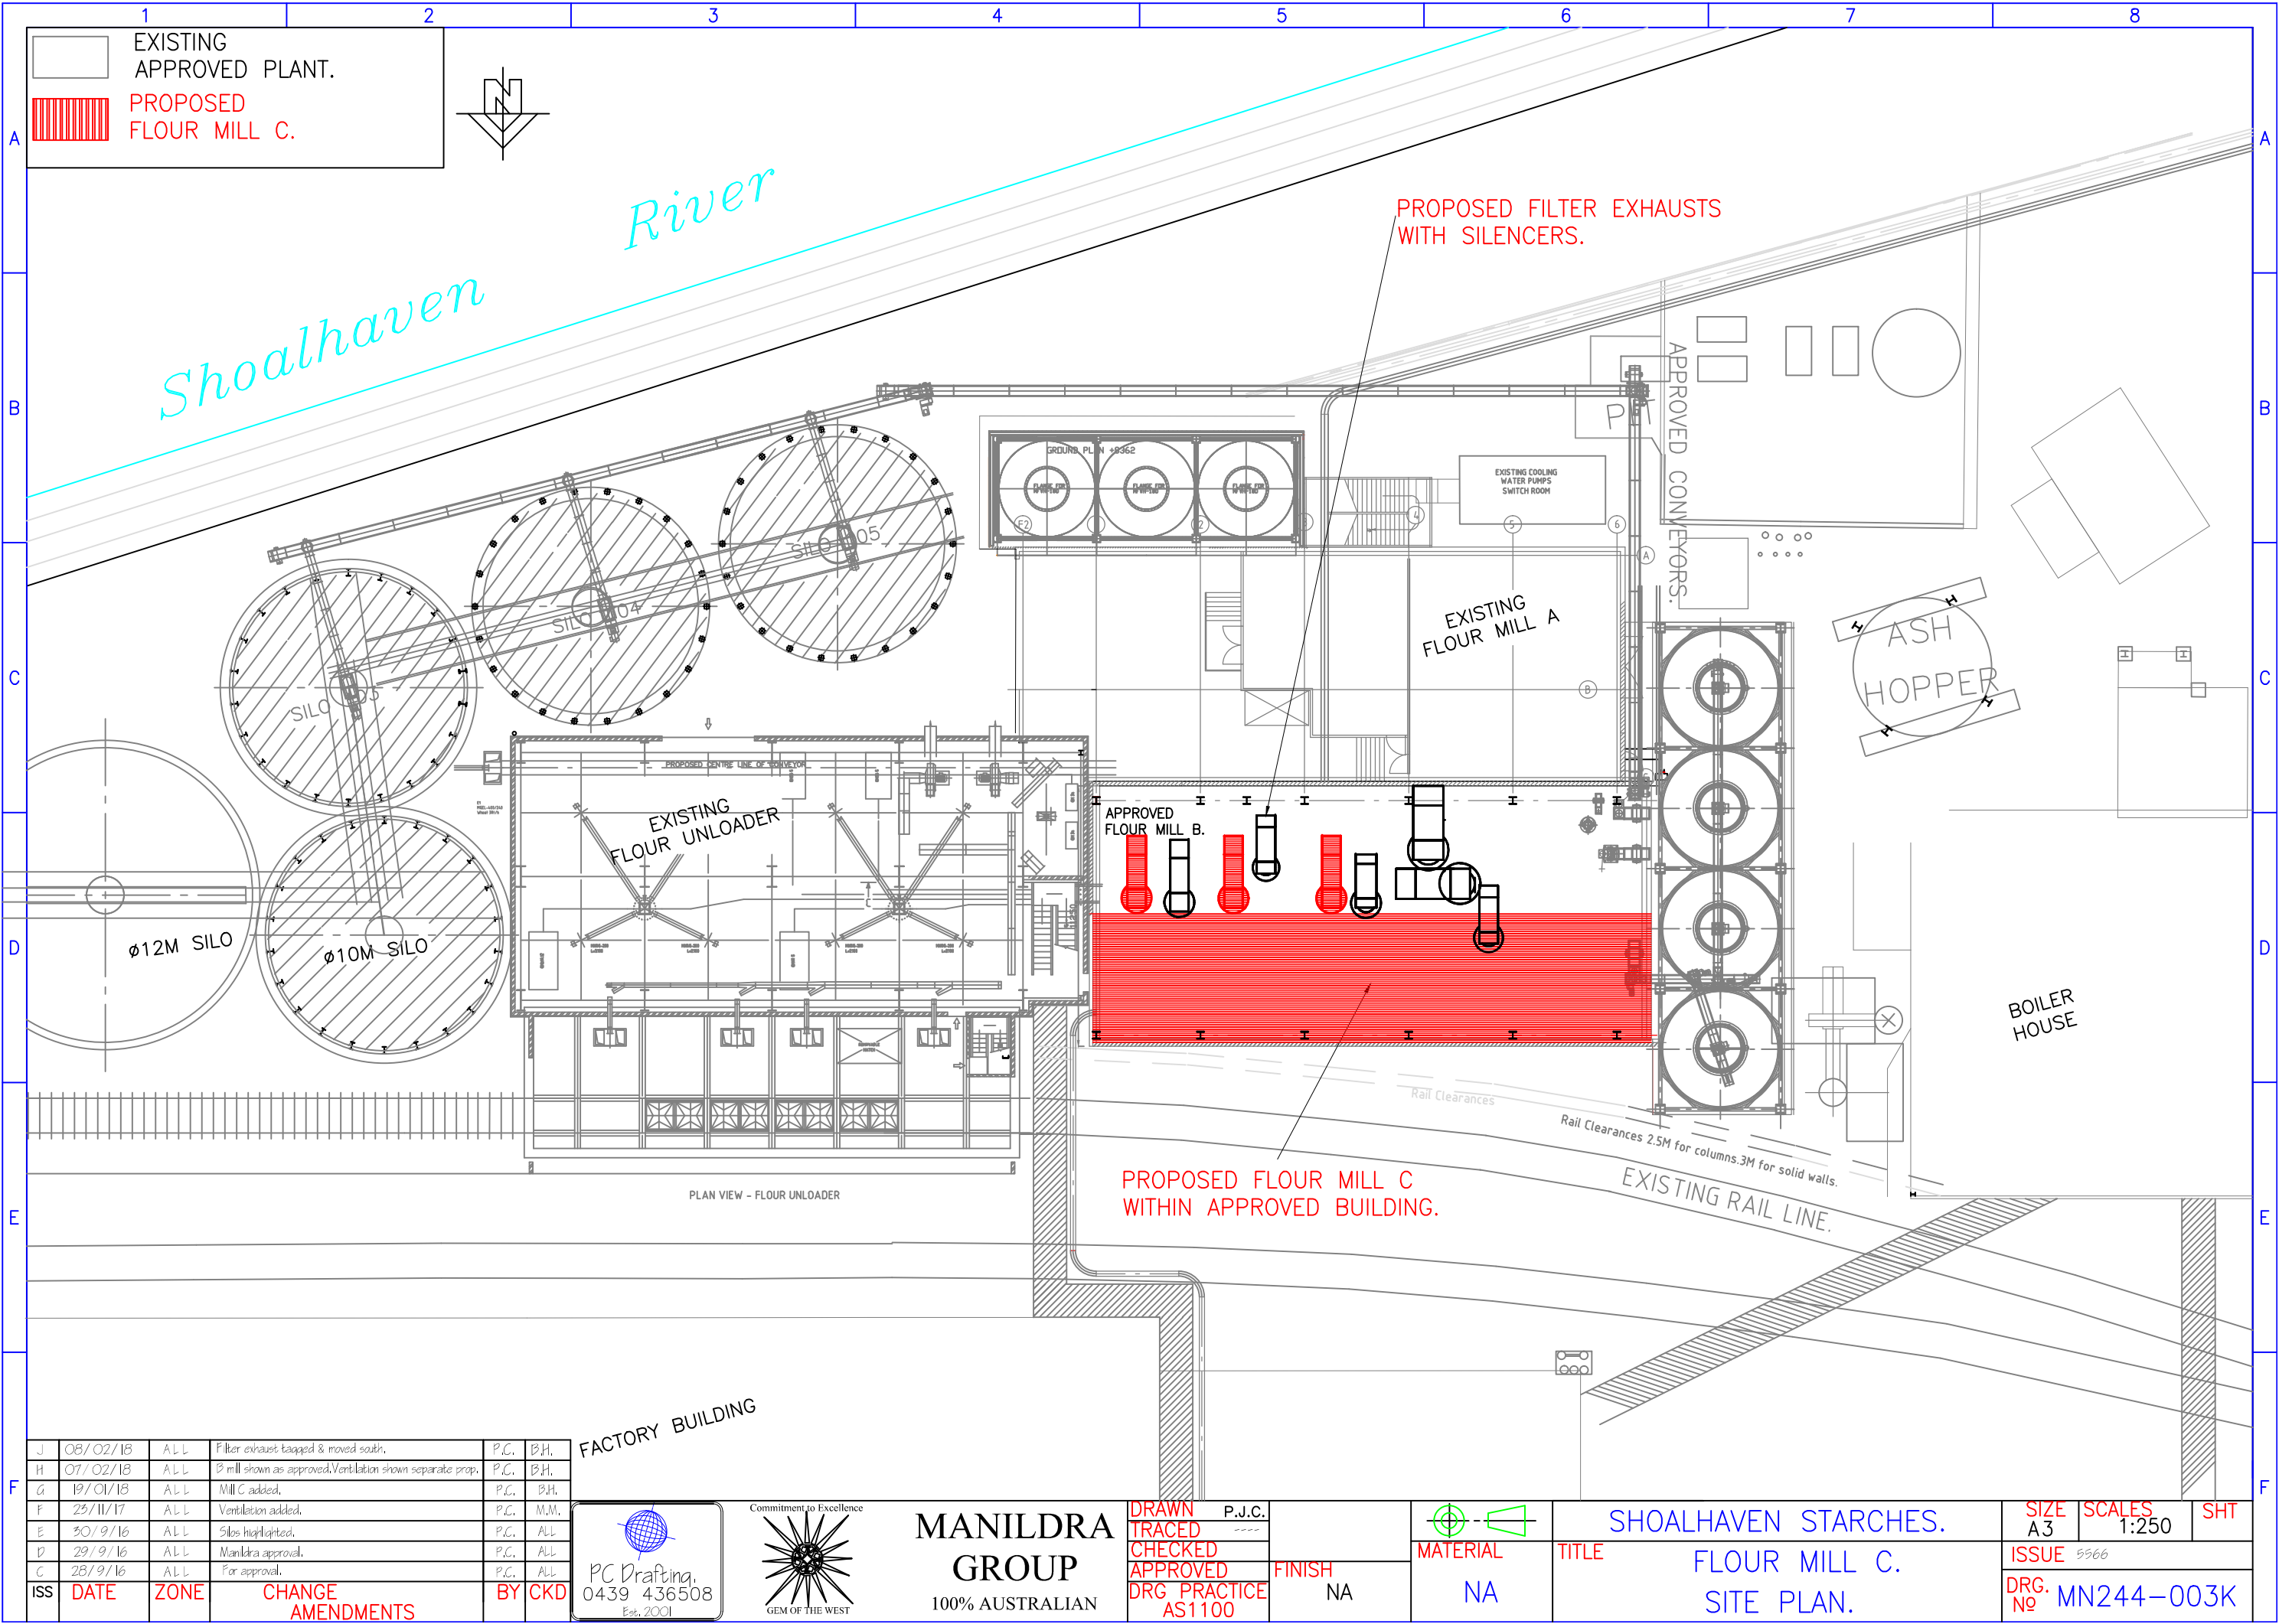 1 2 3 4 5 6 7 8
A
B
C
D
E
F
A
B
C
D
E
F
EXISTING
APPROVED PLANT.
PROPOSED
FLOUR MILL C.
N
Shoalhaven River
PROPOSED FILTER EXHAUSTS
WITH SILENCERS.
APPROVED CONVEYORS.
GROUND PLAN +8362
EXISTING COOLING
WATER PUMPS
SWITCH ROOM
4
5
6
A
B
SILO 05
SILO 04
SILO 03
EXISTING
FLOUR MILL A
ASH
HOPPER
PROPOSED CENTRE LINE OF CONVEYOR
EXISTING
FLOUR UNLOADER
APPROVED
FLOUR MILL B.
ø12M SILO
ø10M SILO
BOILER
HOUSE
Rail Clearances
Rail Clearances 2.5M for columns.3M for solid walls.
EXISTING RAIL LINE.
PROPOSED FLOUR MILL C
WITHIN APPROVED BUILDING.
PLAN VIEW - FLOUR UNLOADER
FACTORY BUILDING
J 08/02/18 ALL Filter exhaust tagged & moved south. P.C. B.H.
H 07/02/18 ALL B mill shown as approved.Ventilation shown separate prop. P.C. B.H.
G 19/01/18 ALL Mill C added. P.C. B.H.
F 23/11/17 ALL Ventilation added. P.C. M.M.
E 30/9/16 ALL Silos highlighted. P.C. ALL
D 29/9/16 ALL Manildra approval. P.C. ALL
C 28/9/16 ALL For approval. P.C. ALL
ISS DATE ZONE CHANGE BY CKD
AMENDMENTS
PC Drafting.
0439 436508
Est. 2001
Commitment to Excellence
GEM OF THE WEST
MANILDRA
GROUP
100% AUSTRALIAN
DRAWN P.J.C.
TRACED ----
CHECKED
APPROVED
DRG PRACTICE
AS1100
FINISH
NA
MATERIAL
NA
TITLE
SHOALHAVEN STARCHES.
FLOUR MILL C.
SITE PLAN.
SIZE
A3
SCALES
1:250
SHT
ISSUE 5566
DRG.
Nº MN244-003K